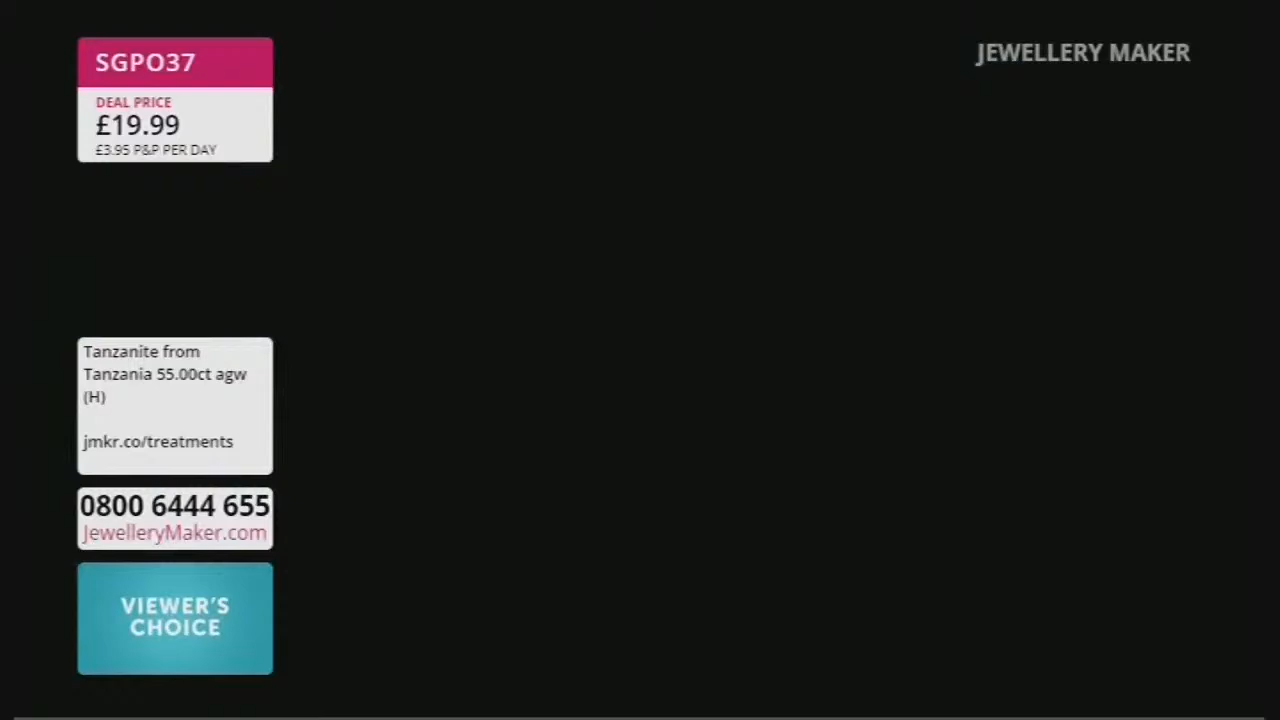 SGPO37
DEAL PRICE
£19.99
£3.95 P&P PER DAY
JEWELLERY MAKER
Tanzanite from
Tanzania 55.00ct agw
(H)
jmkr.co/treatments
0800 6444 655
JewelleryMaker.com
VIEWER'S
CHOICE